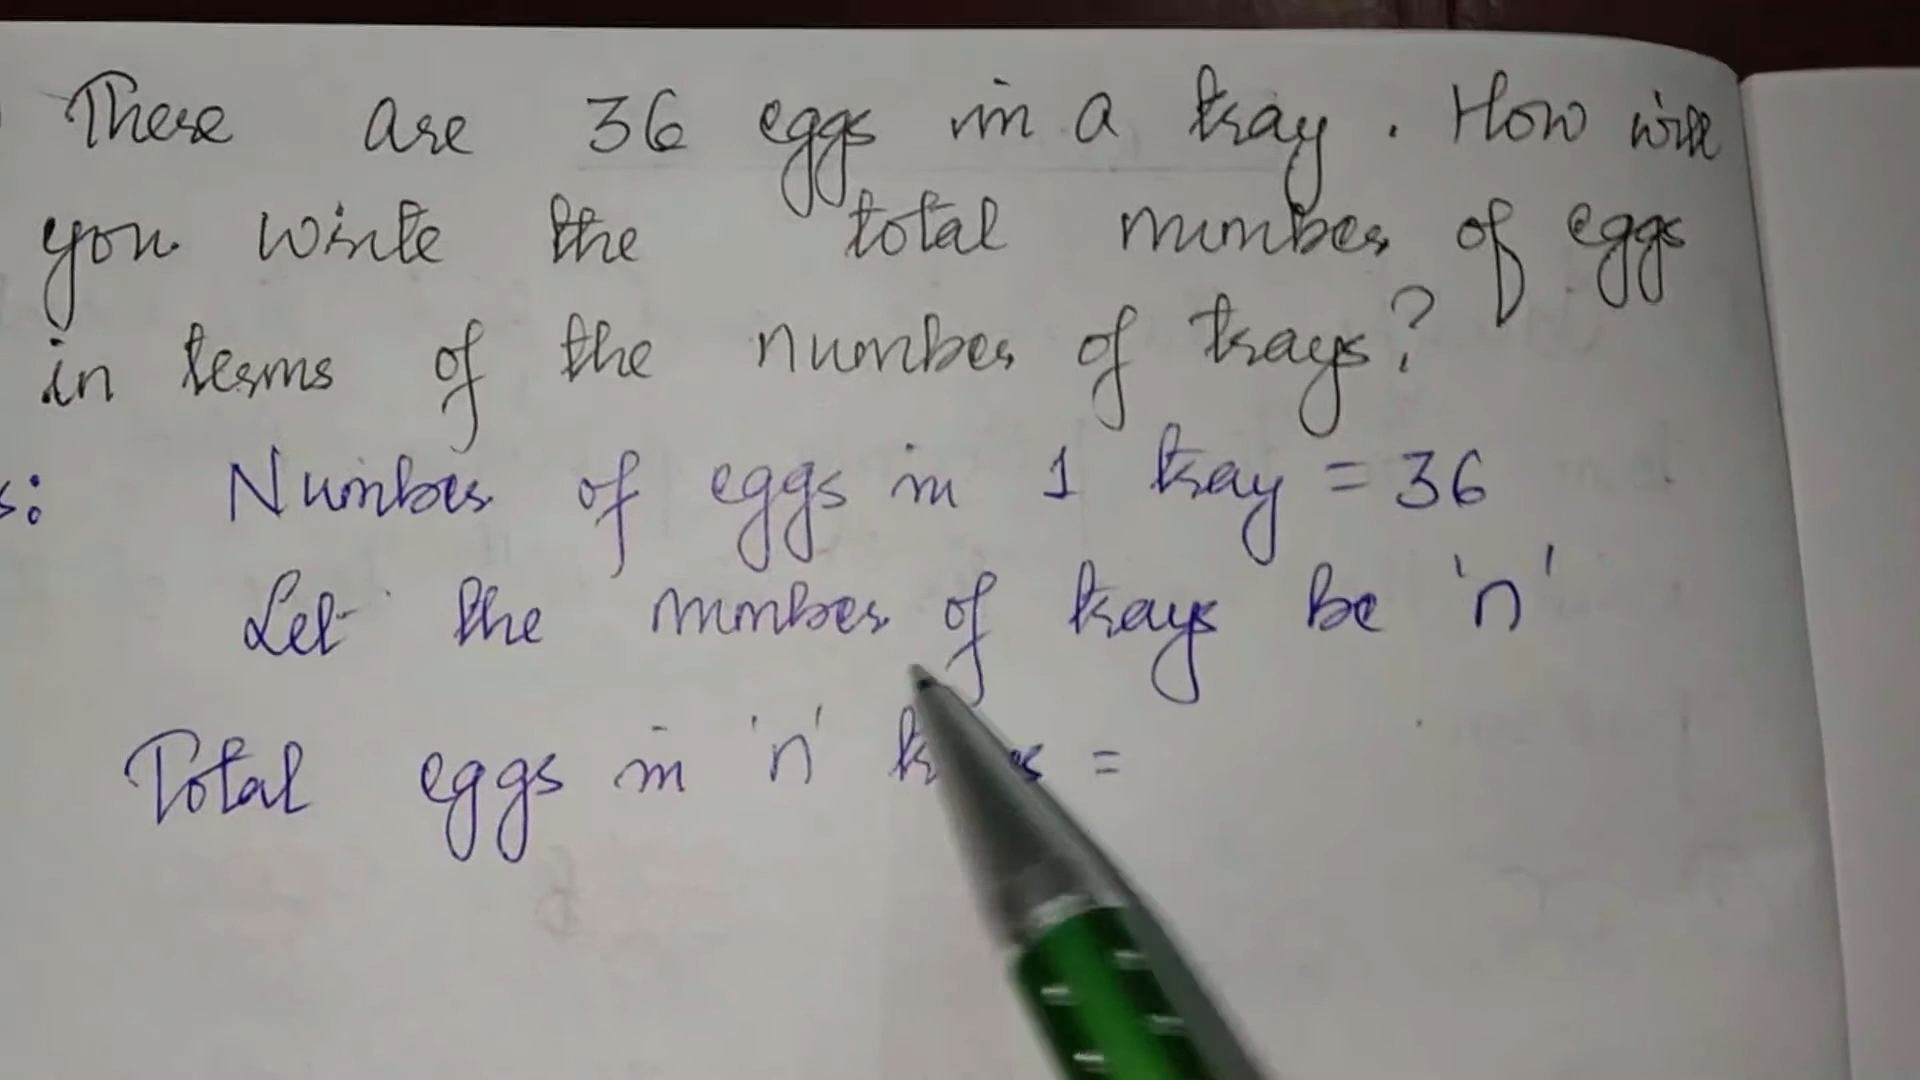 There are 36 eggs in a tray. How will
you write the total number of eggs
in terms of the number of trays?
s: Number of eggs in 1 tray = 36
Let the number of trays be 'n'
Total eggs in 'n' =